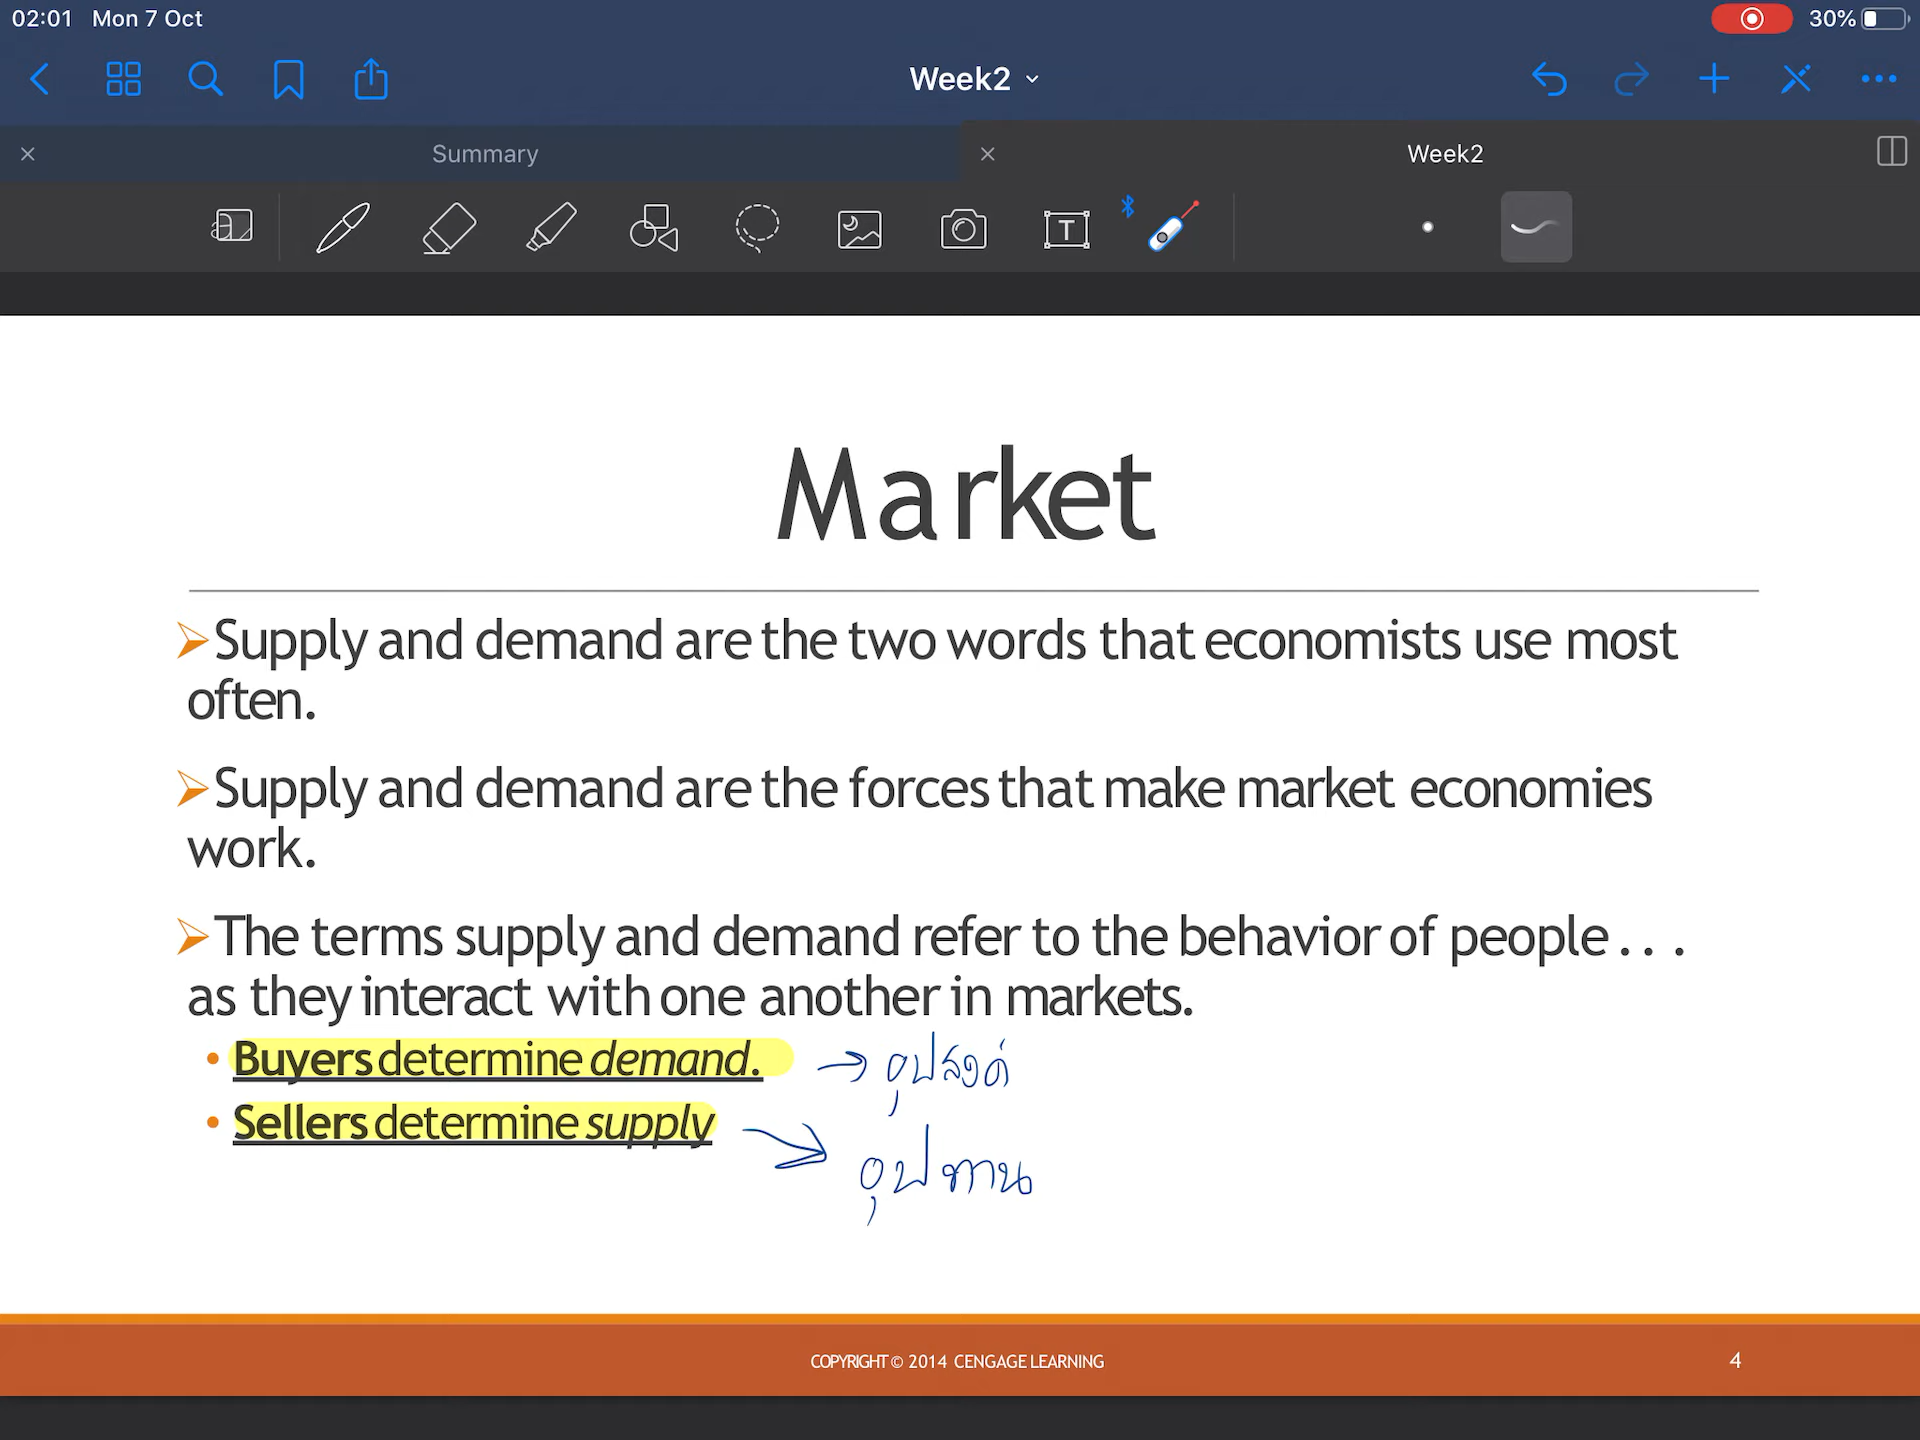 02:01 Mon 7 Oct
30%
Week2
Summary
Week2
T
Market
Supply and demand are the two words that economists use most
often.
Supply and demand are the forces that make market economies
work.
The terms supply and demand refer to the behavior of people . . .
as they interact with one another in markets.
• Buyers determine demand. → อุปสงค์
• Sellers determine supply → อุปทาน
COPYRIGHT © 2014 CENGAGE LEARNING
4